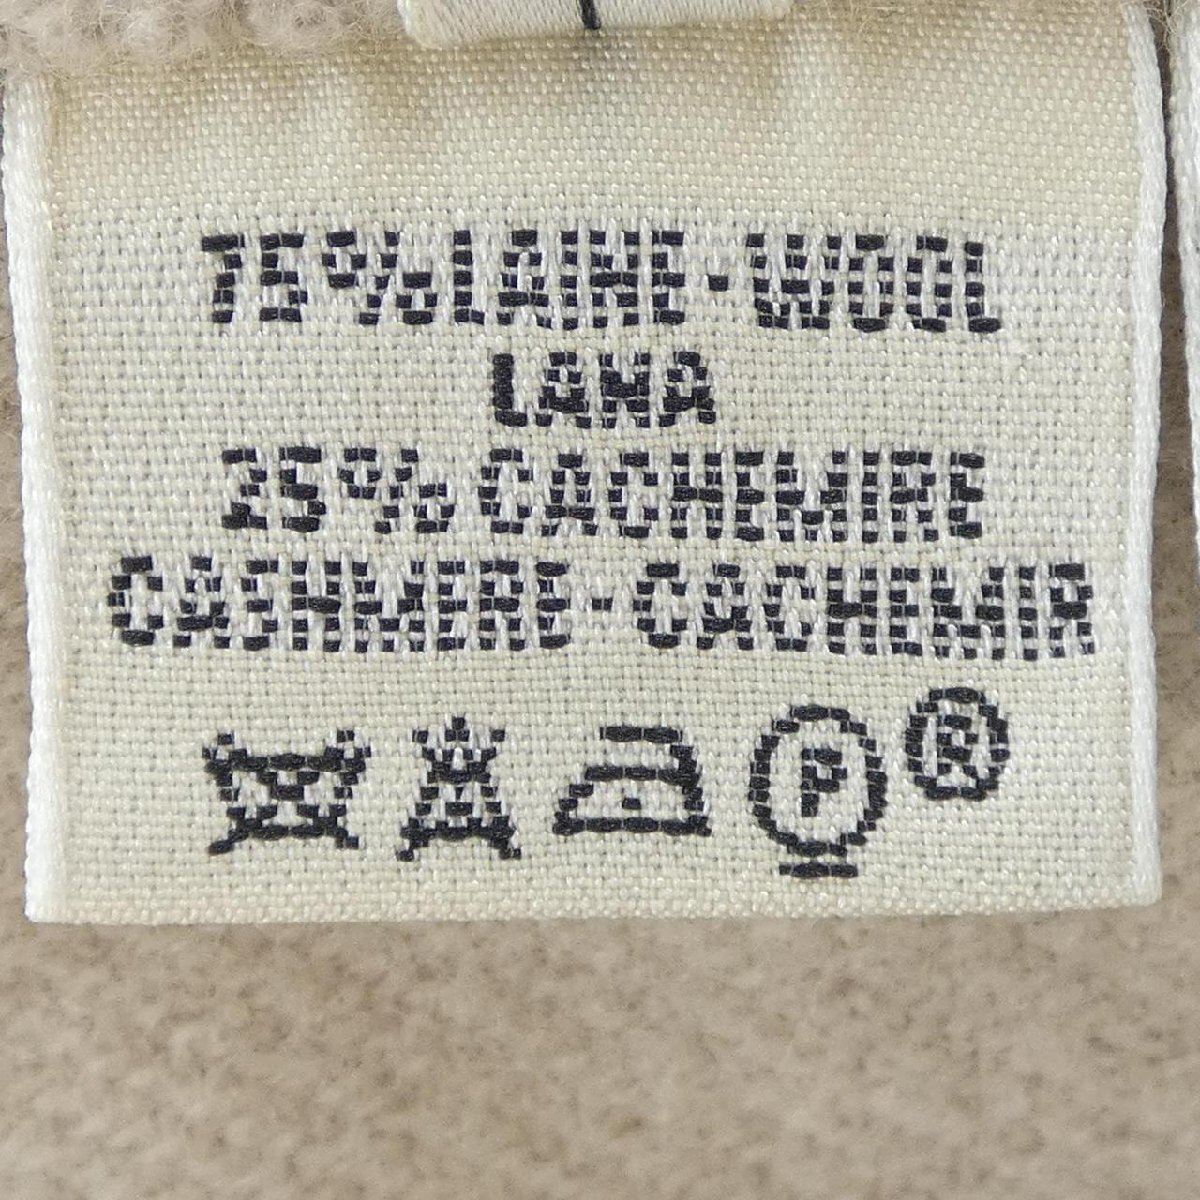 75% LAINE · WOOL
LANA
25% CACHEMIRE
CASHMERE · CACHEMIR
P ®